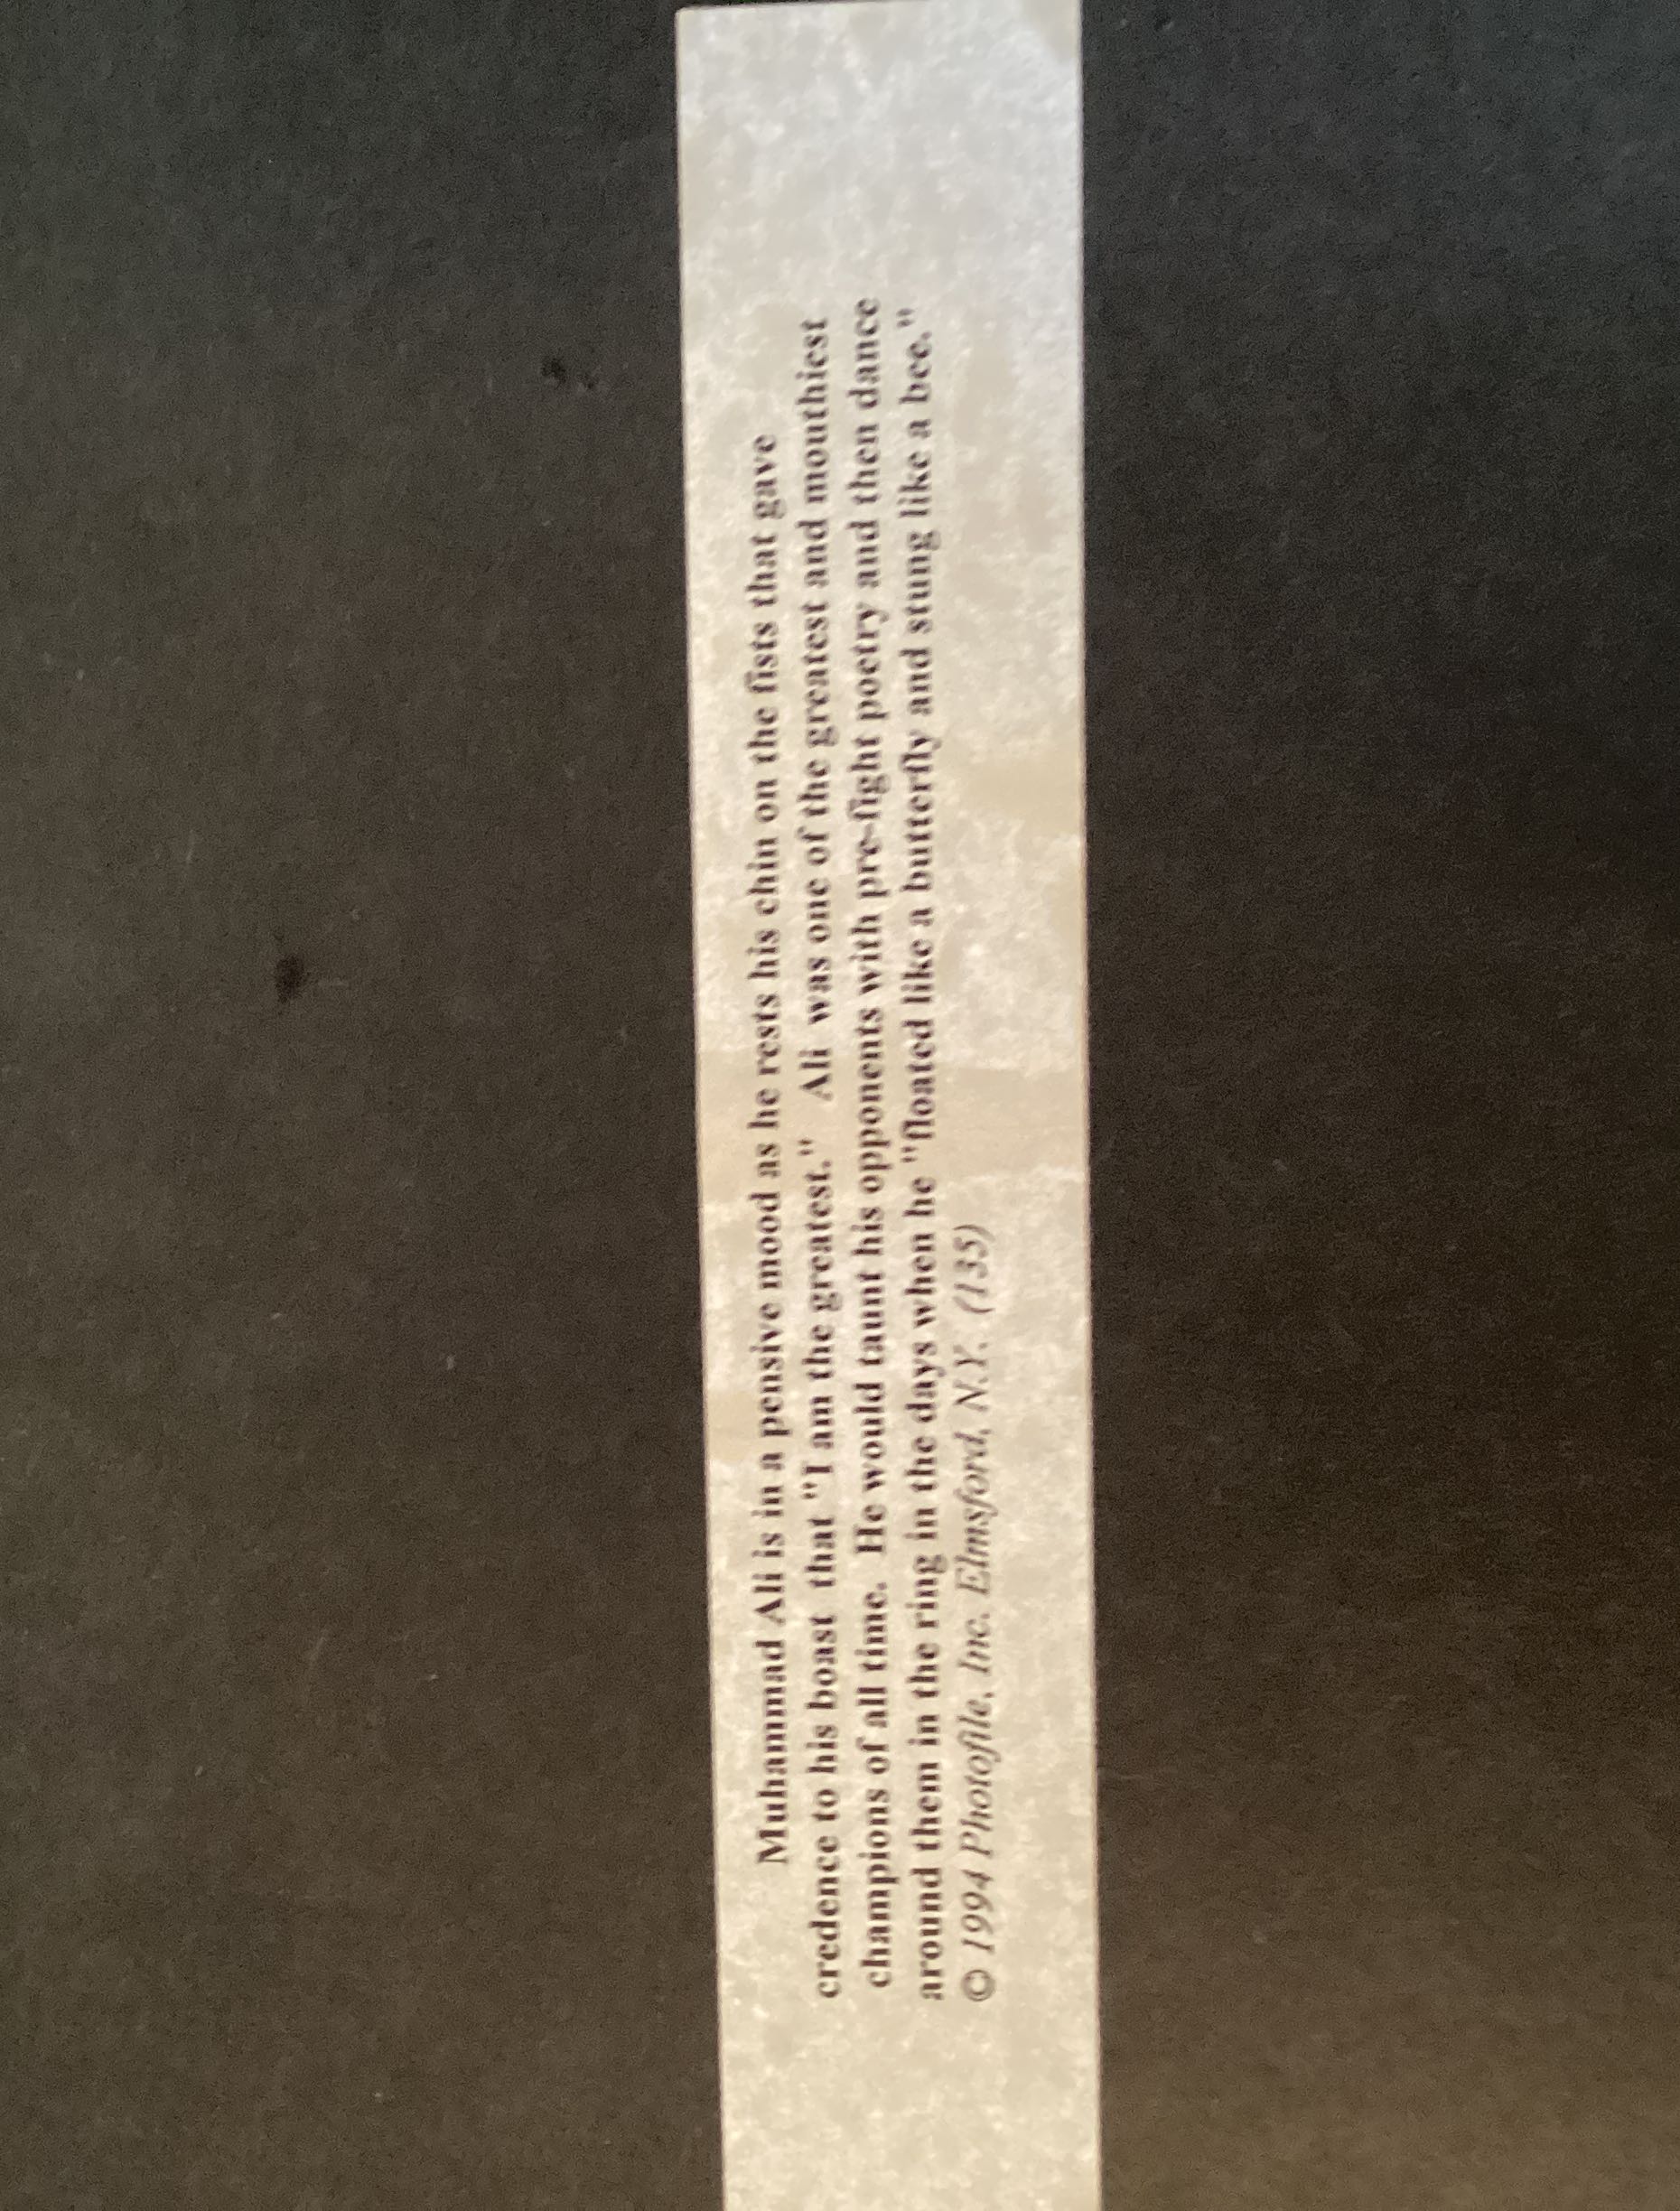 Muhammad Ali is in a pensive mood as he rests his chin on the fists that gave
credence to his boast that "I am the greatest." Ali was one of the greatest and mouthiest
champions of all time. He would taunt his opponents with pre-fight poetry and then dance
around them in the ring in the days when he "floated like a butterfly and stung like a bee."
© 1994 Photofile, Inc. Elmsford, N.Y. (135)